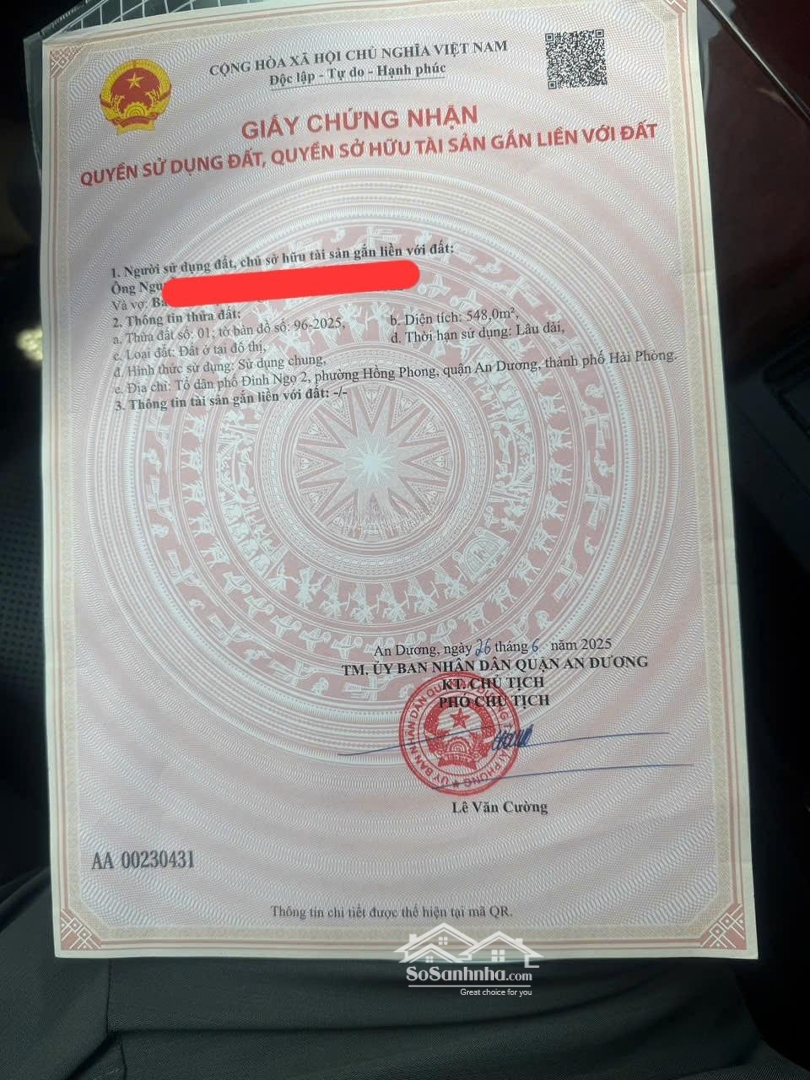 CỘNG HÒA XÃ HỘI CHỦ NGHĨA VIỆT NAM
Độc lập - Tự do - Hạnh phúc
GIẤY CHỨNG NHẬN
QUYỀN SỬ DỤNG ĐẤT, QUYỀN SỞ HỮU TÀI SẢN GẮN LIỀN VỚI ĐẤT
1. Người sử dụng đất, chủ sở hữu tài sản gắn liền với đất:
Ông
Và vợ:
2. Thông tin thửa đất:
a. Thửa đất số: 01; tờ bản đồ số: 96-2025, b. Diện tích: 548,0m²,
c. Loại đất: Đất ở tại đô thị, d. Thời hạn sử dụng: Lâu dài,
đ. Hình thức sử dụng: Sử dụng chung,
e. Địa chỉ: Tổ dân phố Đình Ngọ 2, phường Hồng Phong, quận An Dương, thành phố Hải Phòng.
3. Thông tin tài sản gắn liền với đất: -/-
An Dương, ngày 26 tháng 6 năm 2025
TM. ỦY BAN NHÂN DÂN QUẬN AN DƯƠNG
KT. CHỦ TỊCH
PHÓ CHỦ TỊCH
Lê Văn Cường
AA 00230431
Thông tin chi tiết được thể hiện tại mã QR.
SoSanhnha.com
Great choice for you